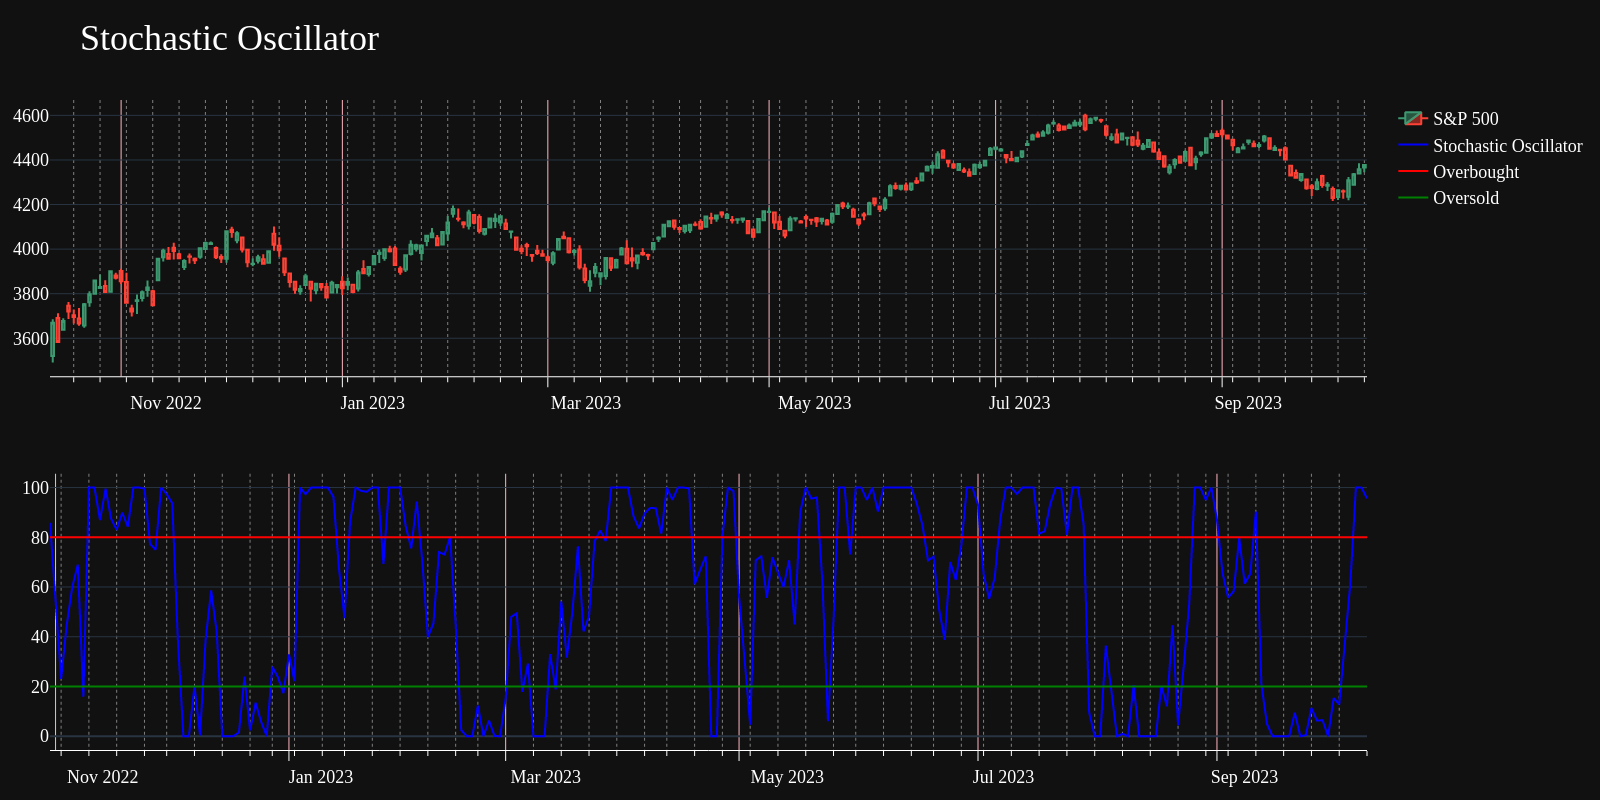 Stochastic Oscillator
4600
4400
4200
4000
3800
3600
Nov 2022 Jan 2023 Mar 2023 May 2023 Jul 2023 Sep 2023
S&P 500
Stochastic Oscillator
Overbought
Oversold
100
80
60
40
20
0
Nov 2022 Jan 2023 Mar 2023 May 2023 Jul 2023 Sep 2023